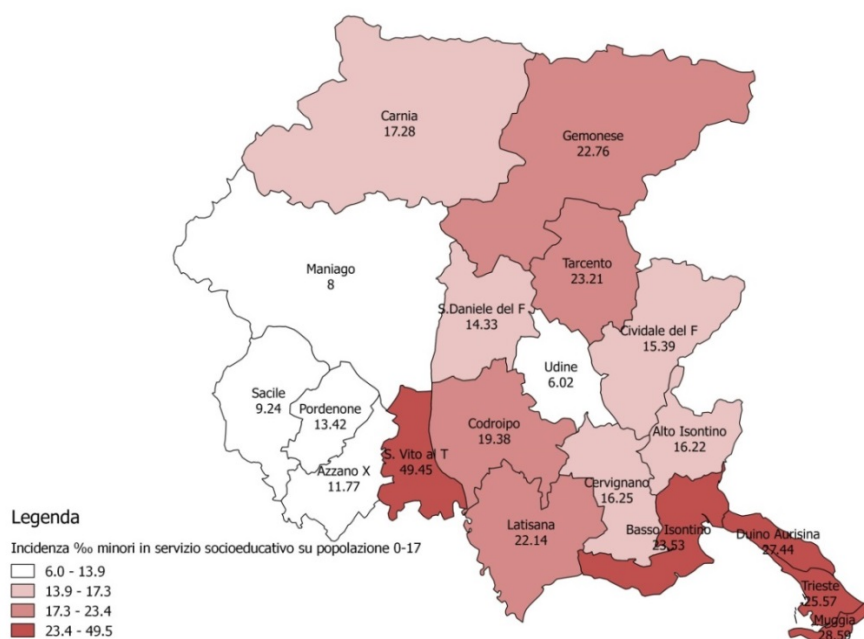 Carnia
17.28
Gemonese
22.76
Maniago
8
Tarcento
23.21
S.Daniele del F
14.33
Cividale del F
15.39
Udine
6.02
Sacile
9.24
Pordenone
13.42
Codroipo
19.38
Alto Isontino
16.22
S. Vito al T
49.45
Azzano X
11.77
Cervignano
16.25
Latisana
22.14
Basso Isontino
23.53
Duino Aurisina
27.44
Trieste
25.57
Muggia
28.59
Legenda
Incidenza ‰ minori in servizio socioeducativo su popolazione 0-17
6.0 - 13.9
13.9 - 17.3
17.3 - 23.4
23.4 - 49.5